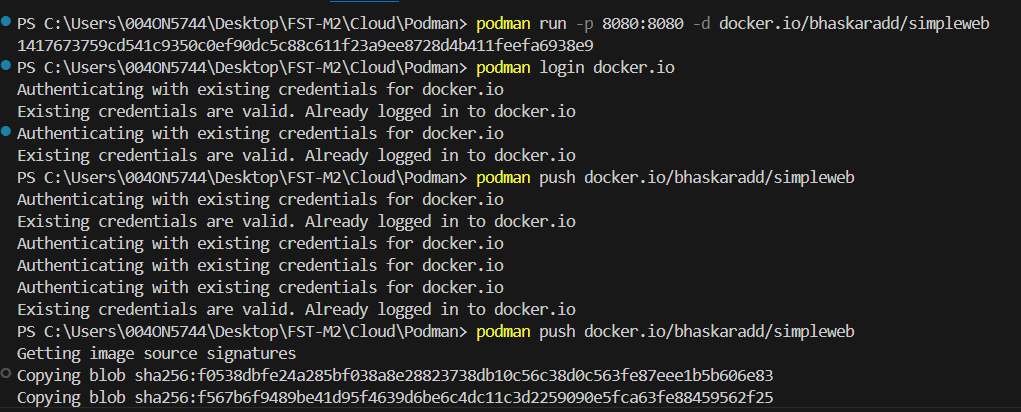 PS C:\Users\004ON5744\Desktop\FST-M2\Cloud\Podman> podman run -p 8080:8080 -d docker.io/bhaskaradd/simpleweb
1417673759cd541c9350c0ef90dc5c88c611f23a9ee8728d4b411feefa6938e9
PS C:\Users\004ON5744\Desktop\FST-M2\Cloud\Podman> podman login docker.io
Authenticating with existing credentials for docker.io
Existing credentials are valid. Already logged in to docker.io
Authenticating with existing credentials for docker.io
Existing credentials are valid. Already logged in to docker.io
PS C:\Users\004ON5744\Desktop\FST-M2\Cloud\Podman> podman push docker.io/bhaskaradd/simpleweb
Authenticating with existing credentials for docker.io
Existing credentials are valid. Already logged in to docker.io
Authenticating with existing credentials for docker.io
Authenticating with existing credentials for docker.io
Authenticating with existing credentials for docker.io
Existing credentials are valid. Already logged in to docker.io
PS C:\Users\004ON5744\Desktop\FST-M2\Cloud\Podman> podman push docker.io/bhaskaradd/simpleweb
Getting image source signatures
Copying blob sha256:f0538dbfe24a285bf038a8e28823738db10c56c38d0c563fe87eee1b5b606e83
Copying blob sha256:f567b6f9489be41d95f4639d6be6c4dc11c3d2259090e5fca63fe88459562f25